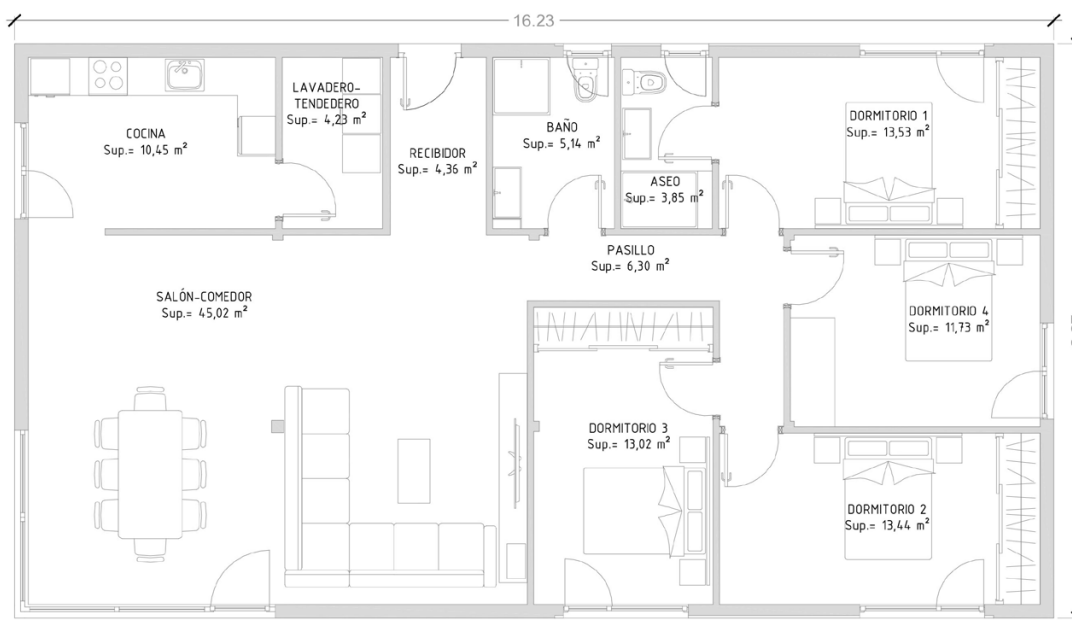 16.23
LAVADERO-
TENDEDERO
Sup.= 4,23 m²
COCINA
Sup.= 10,45 m²
RECIBIDOR
Sup.= 4,36 m²
BAÑO
Sup.= 5,14 m²
ASEO
Sup.= 3,85 m²
DORMITORIO 1
Sup.= 13,53 m²
PASILLO
Sup.= 6,30 m²
SALÓN-COMEDOR
Sup.= 45,02 m²
DORMITORIO 4
Sup.= 11,73 m²
DORMITORIO 3
Sup.= 13,02 m²
DORMITORIO 2
Sup.= 13,44 m²